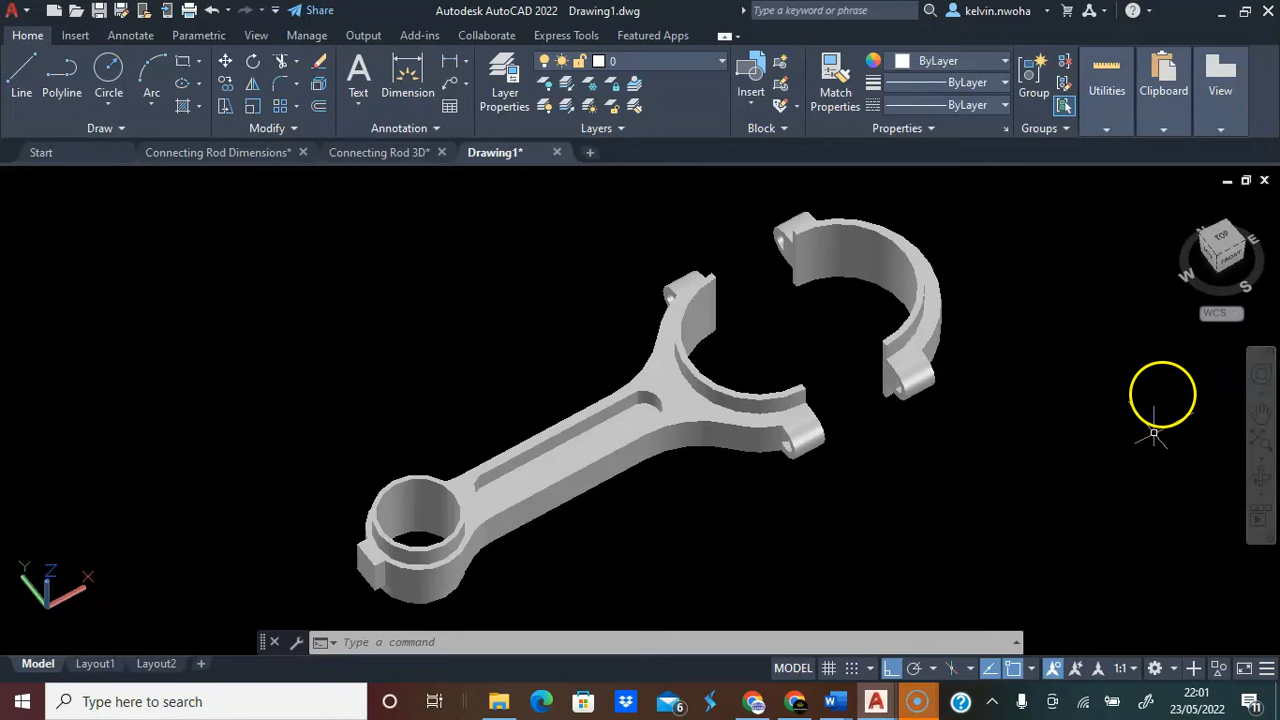 Share
Autodesk AutoCAD 2022 Drawing1.dwg
Type a keyword or phrase
kelvin.nwoha
Home Insert Annotate Parametric View Manage Output Add-ins Collaborate Express Tools Featured Apps
Line Polyline Circle Arc
Text Dimension
Layer Properties
0
Insert
Match Properties
ByLayer
ByLayer
ByLayer
Group
Utilities Clipboard View
Draw Modify Annotation Layers Block Properties Groups
Start Connecting Rod Dimensions* Connecting Rod 3D* Drawing1*
TOP
FRONT
N
E
W
S
WCS
Y
Z
X
Type a command
Model Layout1 Layout2
MODEL
1:1
Type here to search
6
22:01
23/05/2022
11